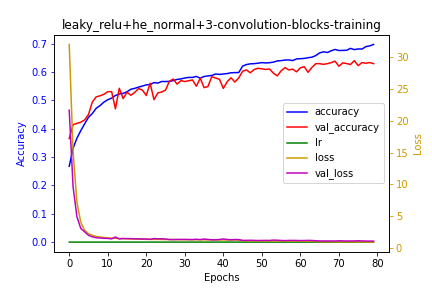 leaky_relu+he_normal+3-convolution-blocks-training
0.7
0.6
0.5
0.4
0.3
0.2
0.1
0.0
Accuracy
30
25
20
15
10
5
0
Loss
accuracy
val_accuracy
lr
loss
val_loss
0 10 20 30 40 50 60 70 80
Epochs